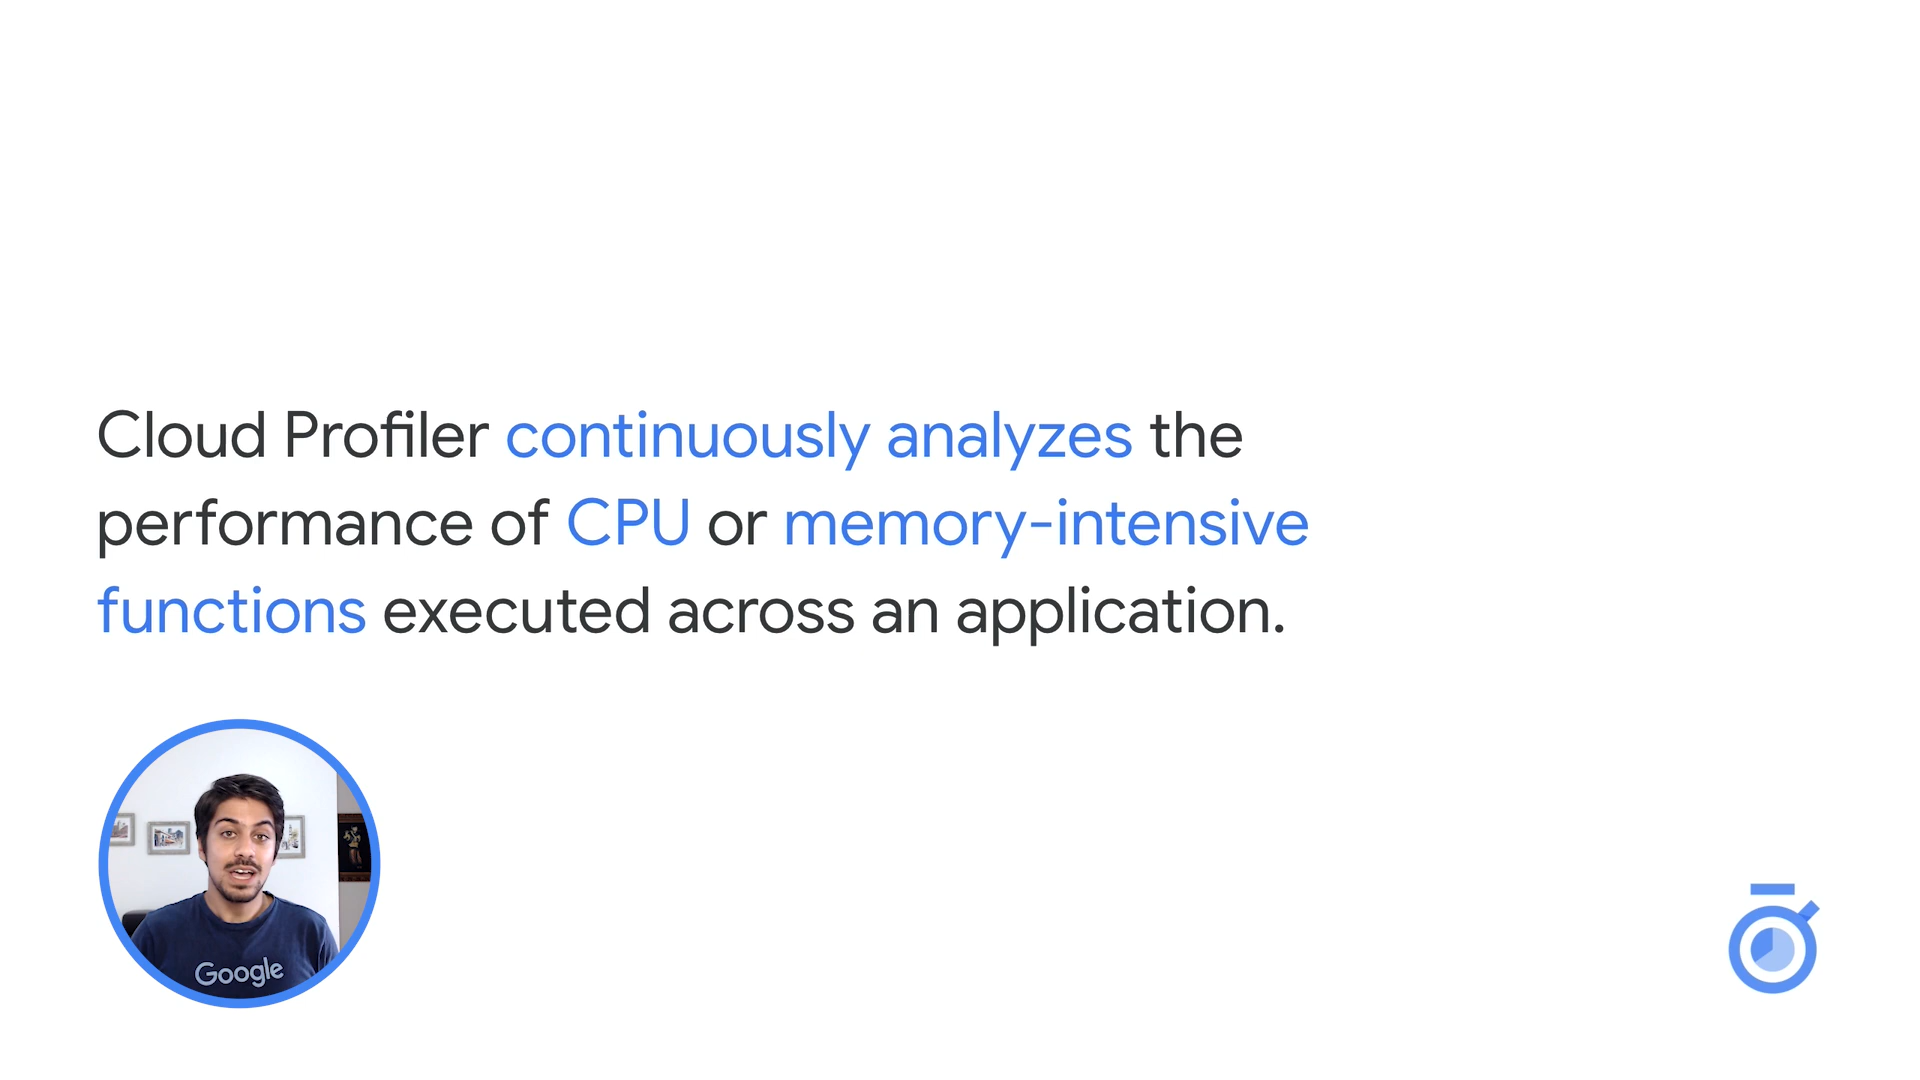 Cloud Profiler continuously analyzes the
performance of CPU or memory-intensive
functions executed across an application.
Google